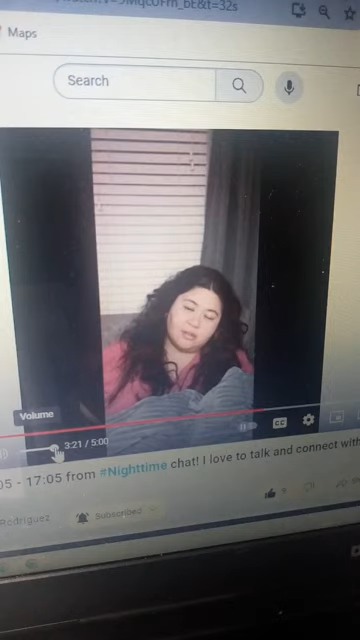 Maps
Search
Volume
3:21 / 5:00
CC
05 - 17:05 from #Nighttime chat! I love to talk and connect with
Rodriguez
Subscribed